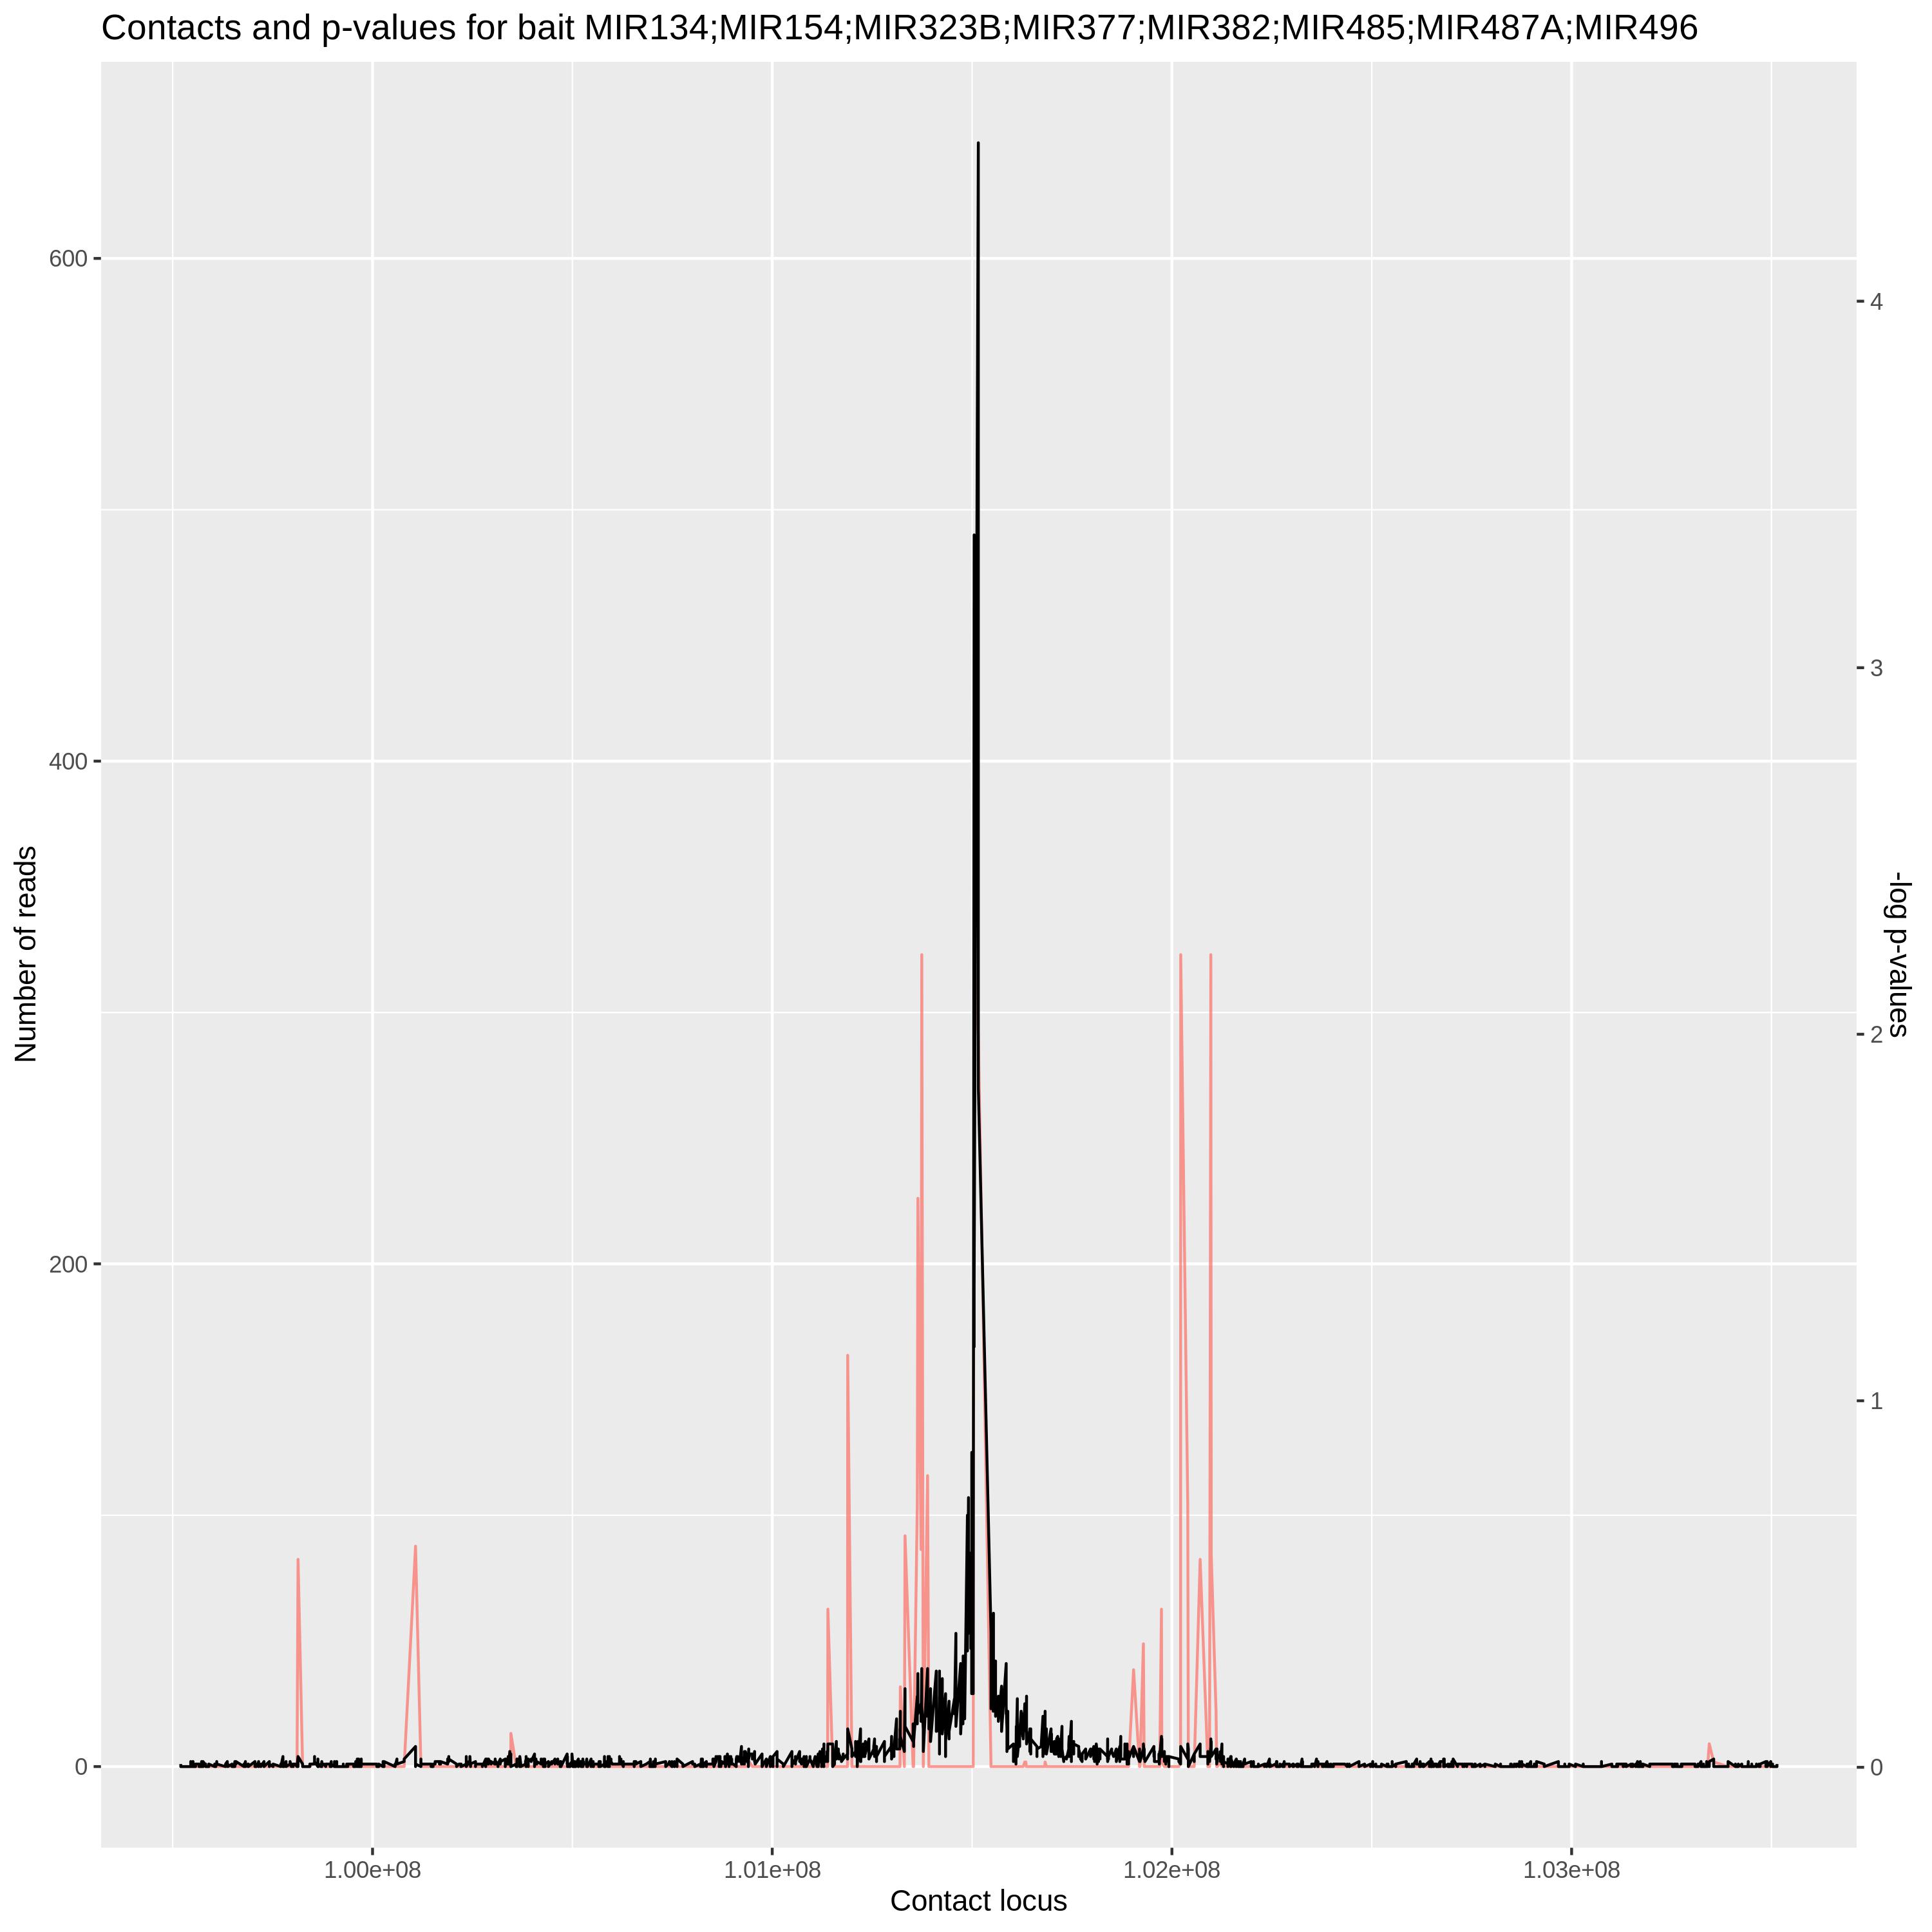 Contacts and p-values for bait MIR134;MIR154;MIR323B;MIR377;MIR382;MIR485;MIR487A;MIR496
600
400
200
0
Number of reads
4
3
2
1
0
-log p-values
1.00e+08
1.01e+08
1.02e+08
1.03e+08
Contact locus